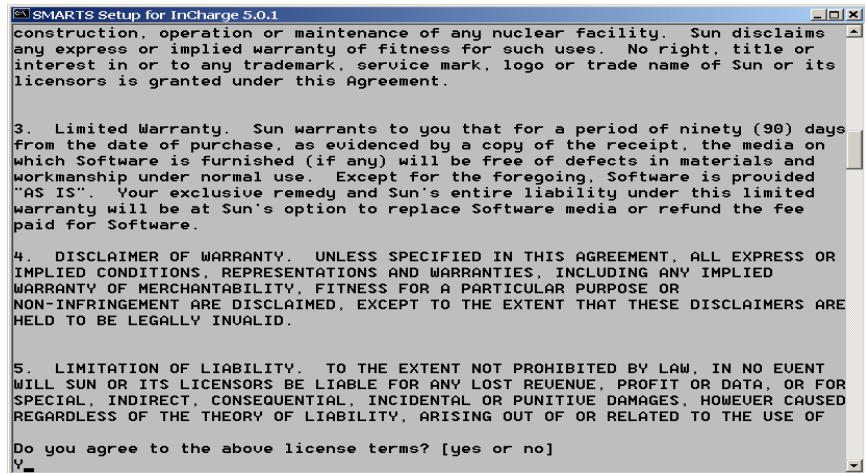 SMARTS Setup for InCharge 5.0.1
construction, operation or maintenance of any nuclear facility.  Sun disclaims
any express or implied warranty of fitness for such uses.  No right, title or
interest in or to any trademark, service mark, logo or trade name of Sun or its
licensors is granted under this Agreement.
3.  Limited Warranty.  Sun warrants to you that for a period of ninety (90) days
from the date of purchase, as evidenced by a copy of the receipt, the media on
which Software is furnished (if any) will be free of defects in materials and
workmanship under normal use.  Except for the foregoing, Software is provided
"AS IS".  Your exclusive remedy and Sun's entire liability under this limited
warranty will be at Sun's option to replace Software media or refund the fee
paid for Software.
4.  DISCLAIMER OF WARRANTY.  UNLESS SPECIFIED IN THIS AGREEMENT, ALL EXPRESS OR
IMPLIED CONDITIONS, REPRESENTATIONS AND WARRANTIES, INCLUDING ANY IMPLIED
WARRANTY OF MERCHANTABILITY, FITNESS FOR A PARTICULAR PURPOSE OR
NON-INFRINGEMENT ARE DISCLAIMED, EXCEPT TO THE EXTENT THAT THESE DISCLAIMERS ARE
HELD TO BE LEGALLY INVALID.
5.  LIMITATION OF LIABILITY.  TO THE EXTENT NOT PROHIBITED BY LAW, IN NO EVENT
WILL SUN OR ITS LICENSORS BE LIABLE FOR ANY LOST REVENUE, PROFIT OR DATA, OR FOR
SPECIAL, INDIRECT, CONSEQUENTIAL, INCIDENTAL OR PUNITIVE DAMAGES, HOWEVER CAUSED
REGARDLESS OF THE THEORY OF LIABILITY, ARISING OUT OF OR RELATED TO THE USE OF
Do you agree to the above license terms? [yes or no]
Y_